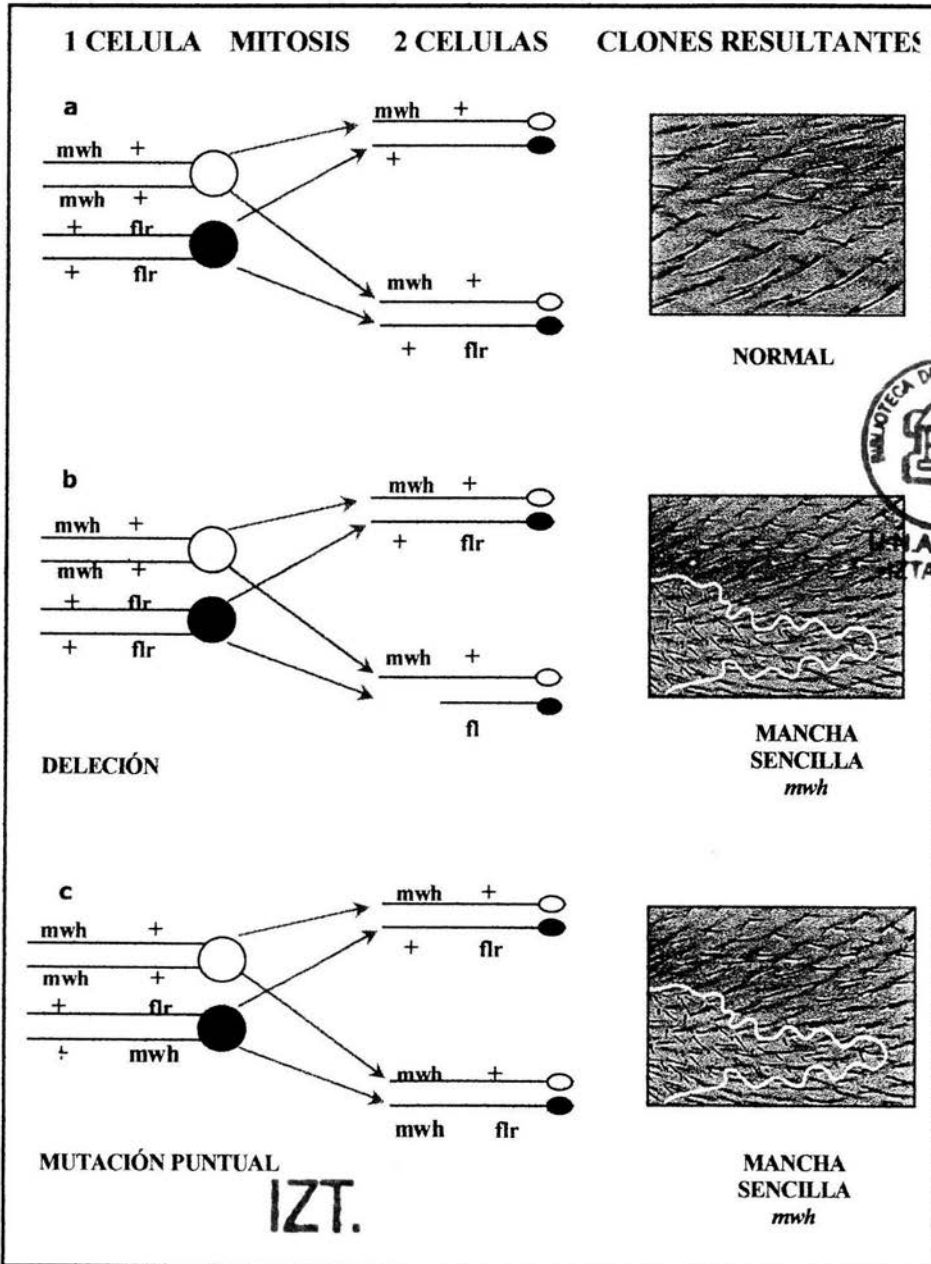 1 CELULA MITOSIS 2 CELULAS CLONES RESULTANTES
a
mwh +
mwh +
+ flr
+ flr
mwh +
+
mwh +
+ flr
NORMAL
BIBLIOTECA
b
mwh +
mwh +
+ flr
+ flr
mwh +
+ flr
mwh +
fl
DELECIÓN
MANCHA
SENCILLA
mwh
c
mwh +
mwh +
+ flr
+ mwh
mwh +
+ flr
mwh +
mwh flr
MUTACIÓN PUNTUAL
IZT.
MANCHA
SENCILLA
mwh